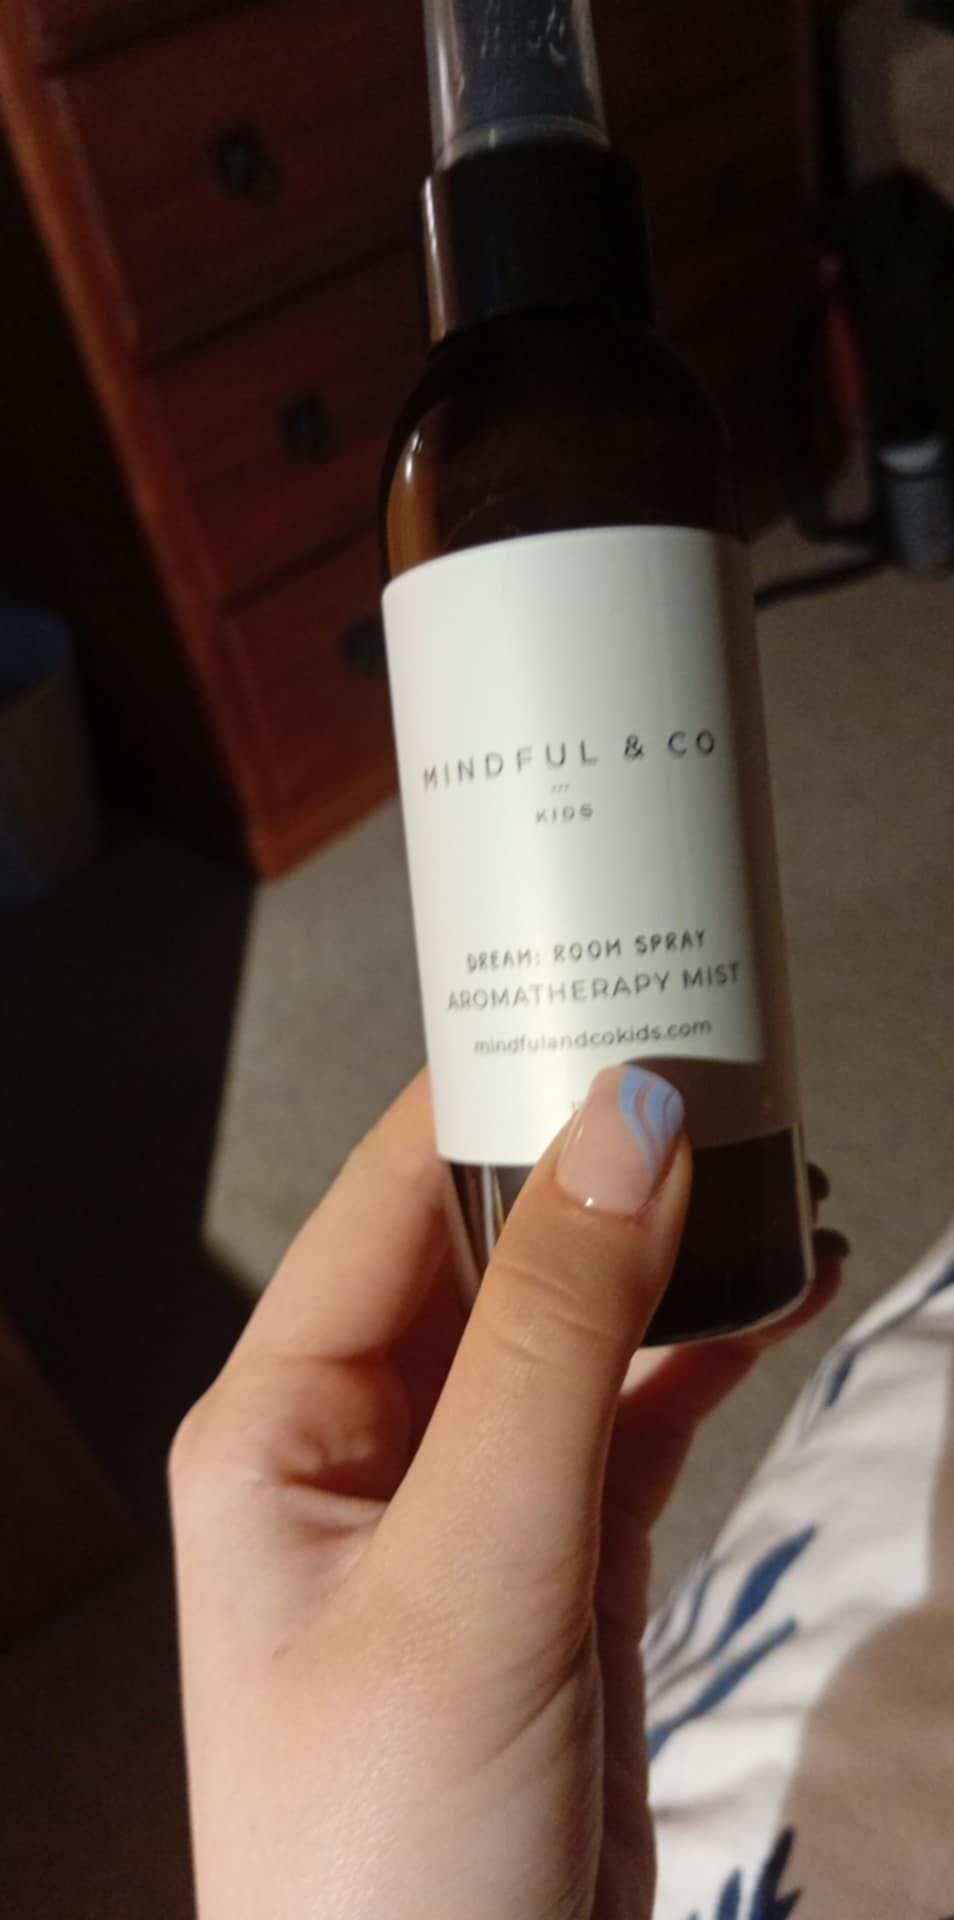 MINDFUL & CO
KIDS
DREAM: ROOM SPRAY
AROMATHERAPY MIST
mindfulandcokids.com